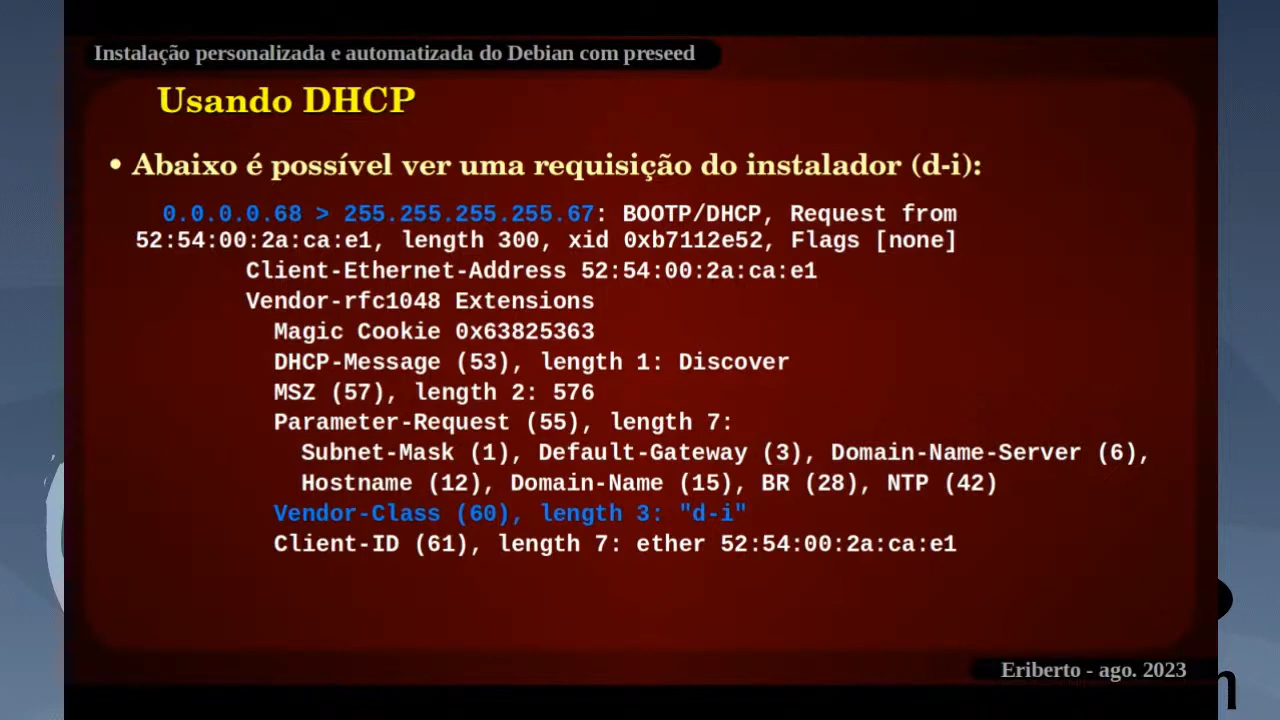 Instalação personalizada e automatizada do Debian com preseed
Usando DHCP
• Abaixo é possível ver uma requisição do instalador (d-i):
0.0.0.0.68 > 255.255.255.255.67: BOOTP/DHCP, Request from
52:54:00:2a:ca:e1, length 300, xid 0xb7112e52, Flags [none]
Client-Ethernet-Address 52:54:00:2a:ca:e1
Vendor-rfc1048 Extensions
Magic Cookie 0x63825363
DHCP-Message (53), length 1: Discover
MSZ (57), length 2: 576
Parameter-Request (55), length 7:
Subnet-Mask (1), Default-Gateway (3), Domain-Name-Server (6),
Hostname (12), Domain-Name (15), BR (28), NTP (42)
Vendor-Class (60), length 3: "d-i"
Client-ID (61), length 7: ether 52:54:00:2a:ca:e1
Eriberto - ago. 2023